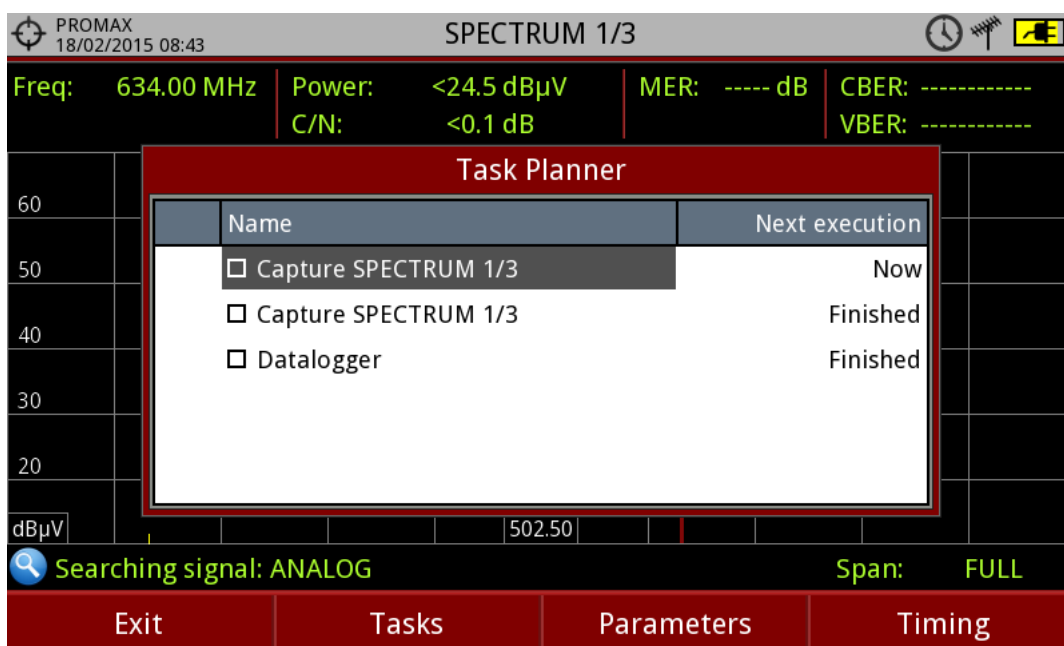 PROMAX
18/02/2015 08:43
SPECTRUM 1/3
Freq: 634.00 MHz
Power: <24.5 dBµV
MER: ----- dB
CBER: ------------
C/N: <0.1 dB
VBER: ------------
Task Planner
Name Next execution
Capture SPECTRUM 1/3 Now
Capture SPECTRUM 1/3 Finished
Datalogger Finished
60
50
40
30
20
dBµV
502.50
Searching signal: ANALOG
Span: FULL
Exit Tasks Parameters Timing